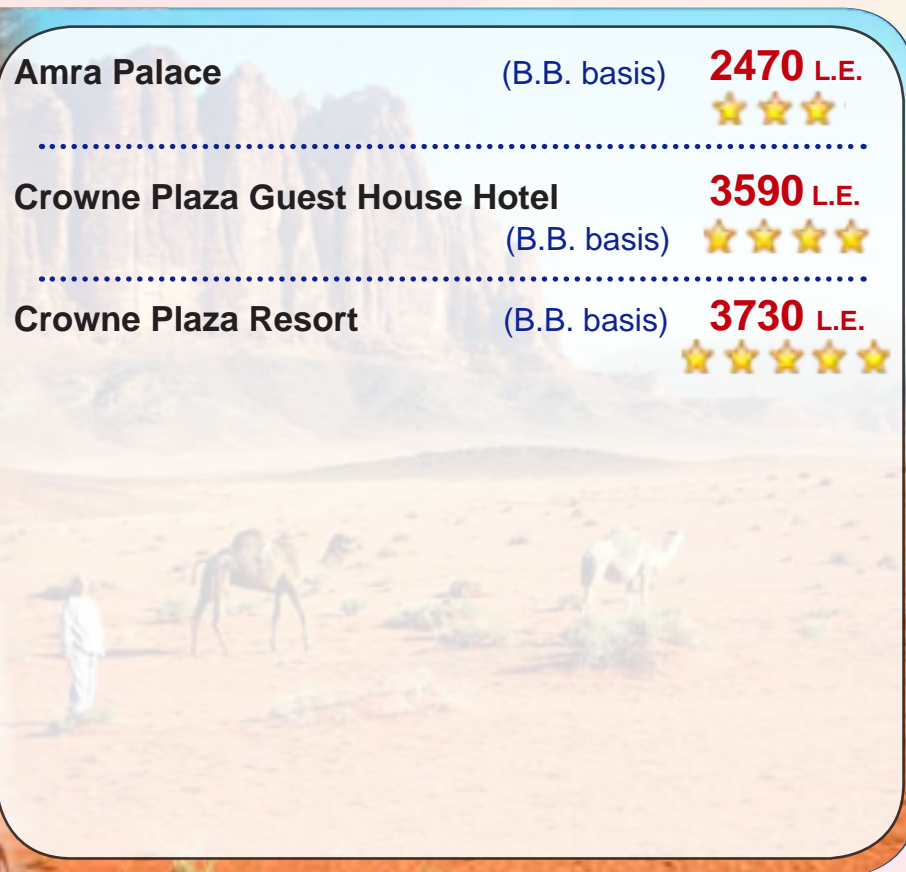 Amra Palace (B.B. basis) 2470 L.E.
Crowne Plaza Guest House Hotel 3590 L.E.
(B.B. basis)
Crowne Plaza Resort (B.B. basis) 3730 L.E.